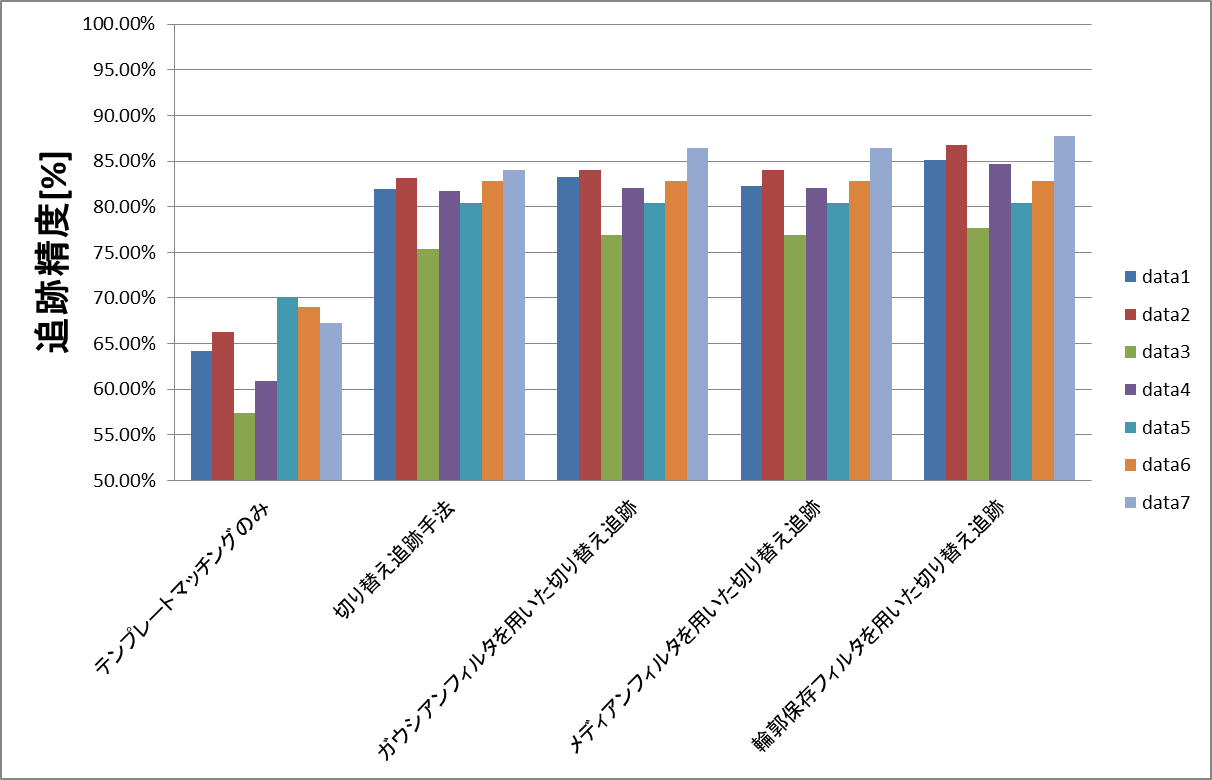 100.00%
95.00%
90.00%
85.00%
80.00%
75.00%
70.00%
65.00%
60.00%
55.00%
50.00%
追跡精度[%]
テンプレートマッチングのみ
切り替え追跡手法
ガウシアンフィルタを用いた切り替え追跡
メディアンフィルタを用いた切り替え追跡
輪郭保存フィルタを用いた切り替え追跡
data1
data2
data3
data4
data5
data6
data7